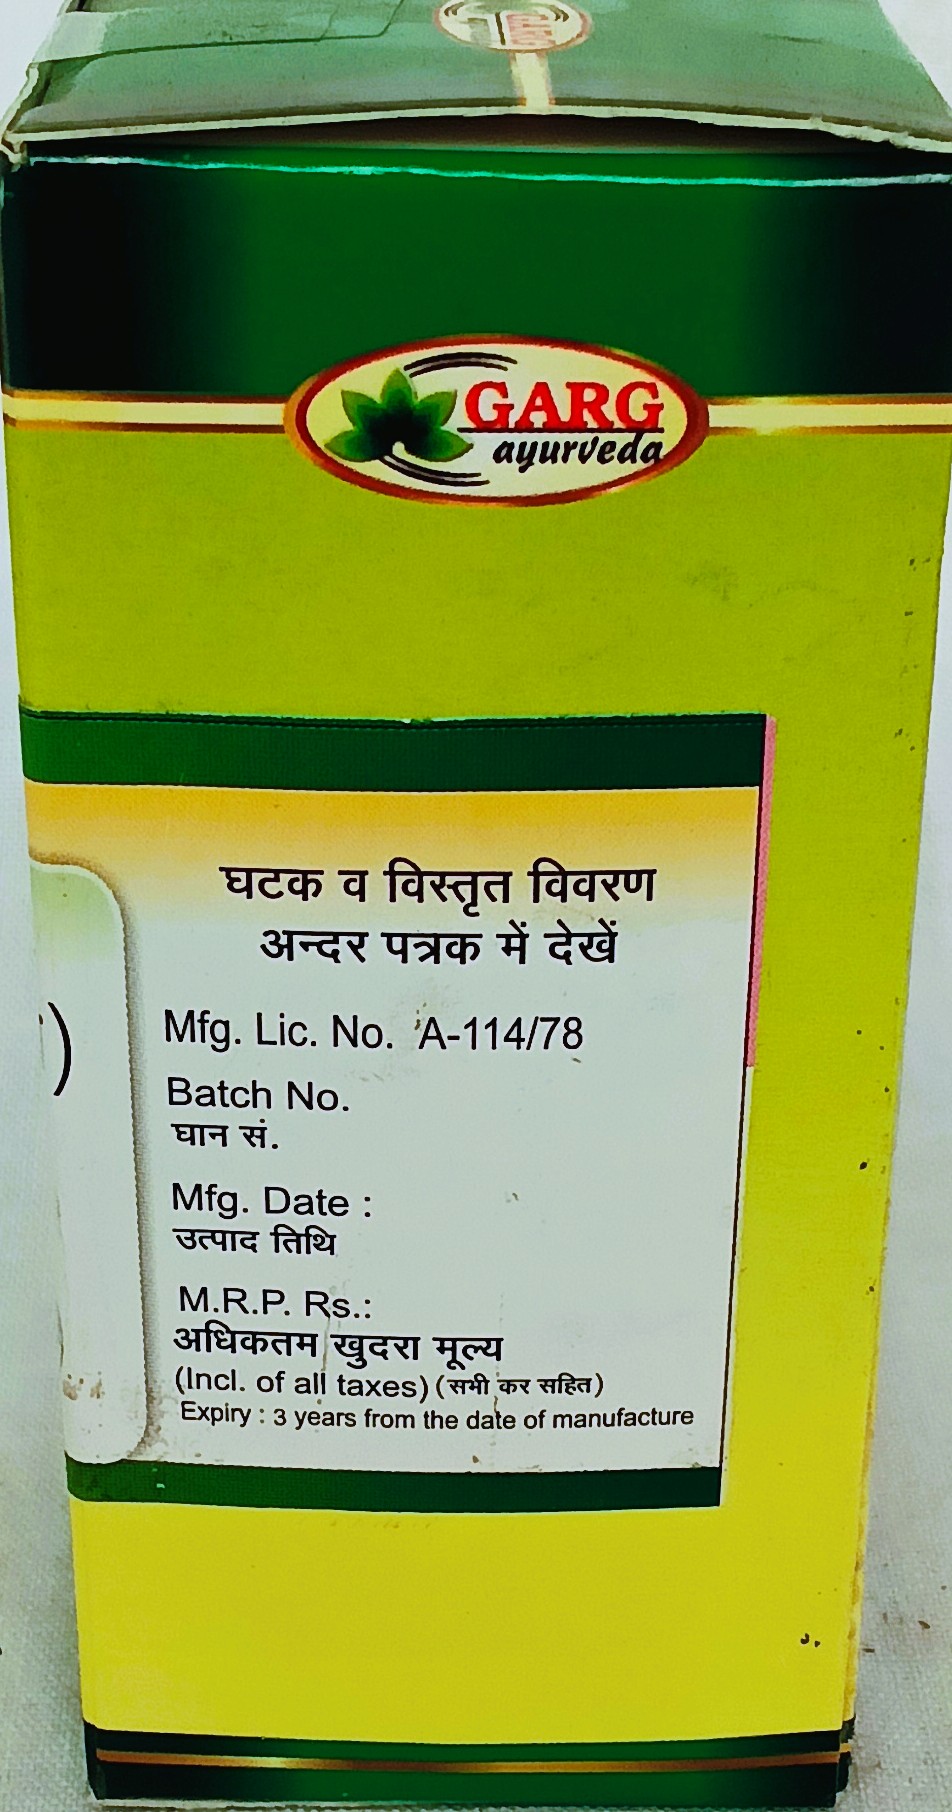 GARG
ayurveda
घटक व विस्तृत विवरण
अन्दर पत्रक में देखें
Mfg. Lic. No. A-114/78
Batch No.
घान सं.
Mfg. Date :
उत्पाद तिथि
M.R.P. Rs.:
अधिकतम खुदरा मूल्य
(Incl. of all taxes) (सभी कर सहित)
Expiry : 3 years from the date of manufacture
)